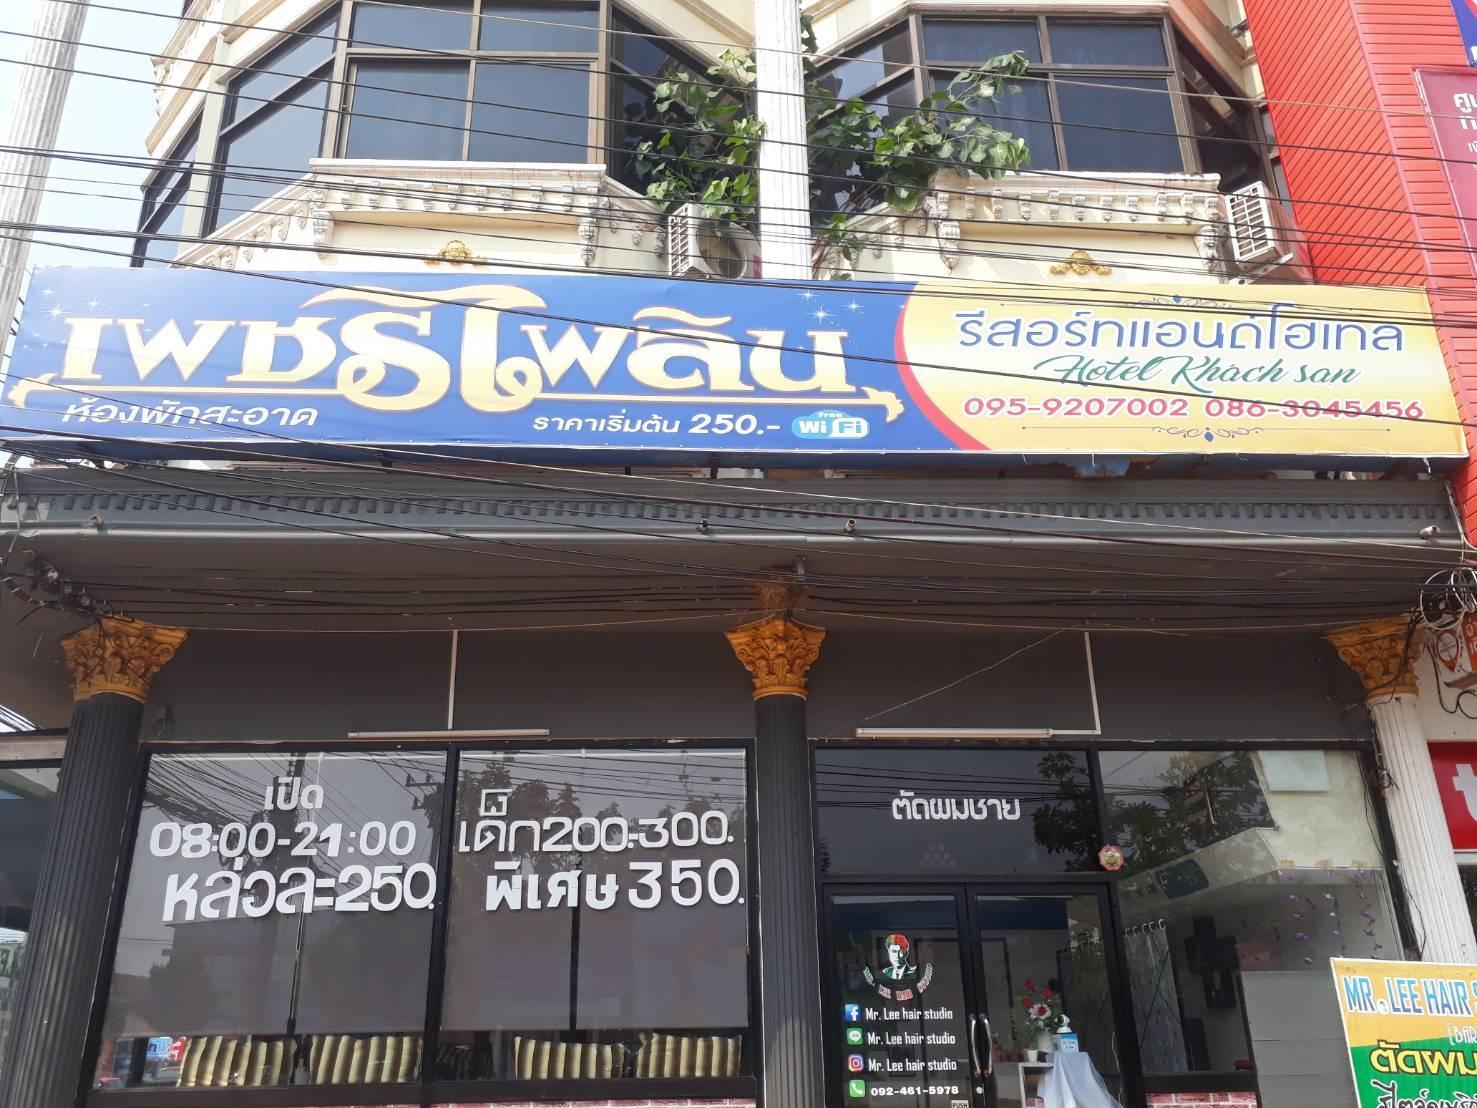 เพชรไพลิน
ห้องพักสะอาด
ราคาเริ่มต้น 250.-
free
WiFi
รีสอร์ทแอนด์โฮเทล
Hotel Khach san
095-9207002 086-3045456
เปิด
08:00-21:00
หล่อละ250.
เด็ก200-300.
พิเศษ350.
ตัดผมชาย
Mr. Lee hair studio
Mr. Lee hair studio
Mr. Lee hair studio
092-461-5978
PUSH
MR. LEE HAIR
ตัดผม